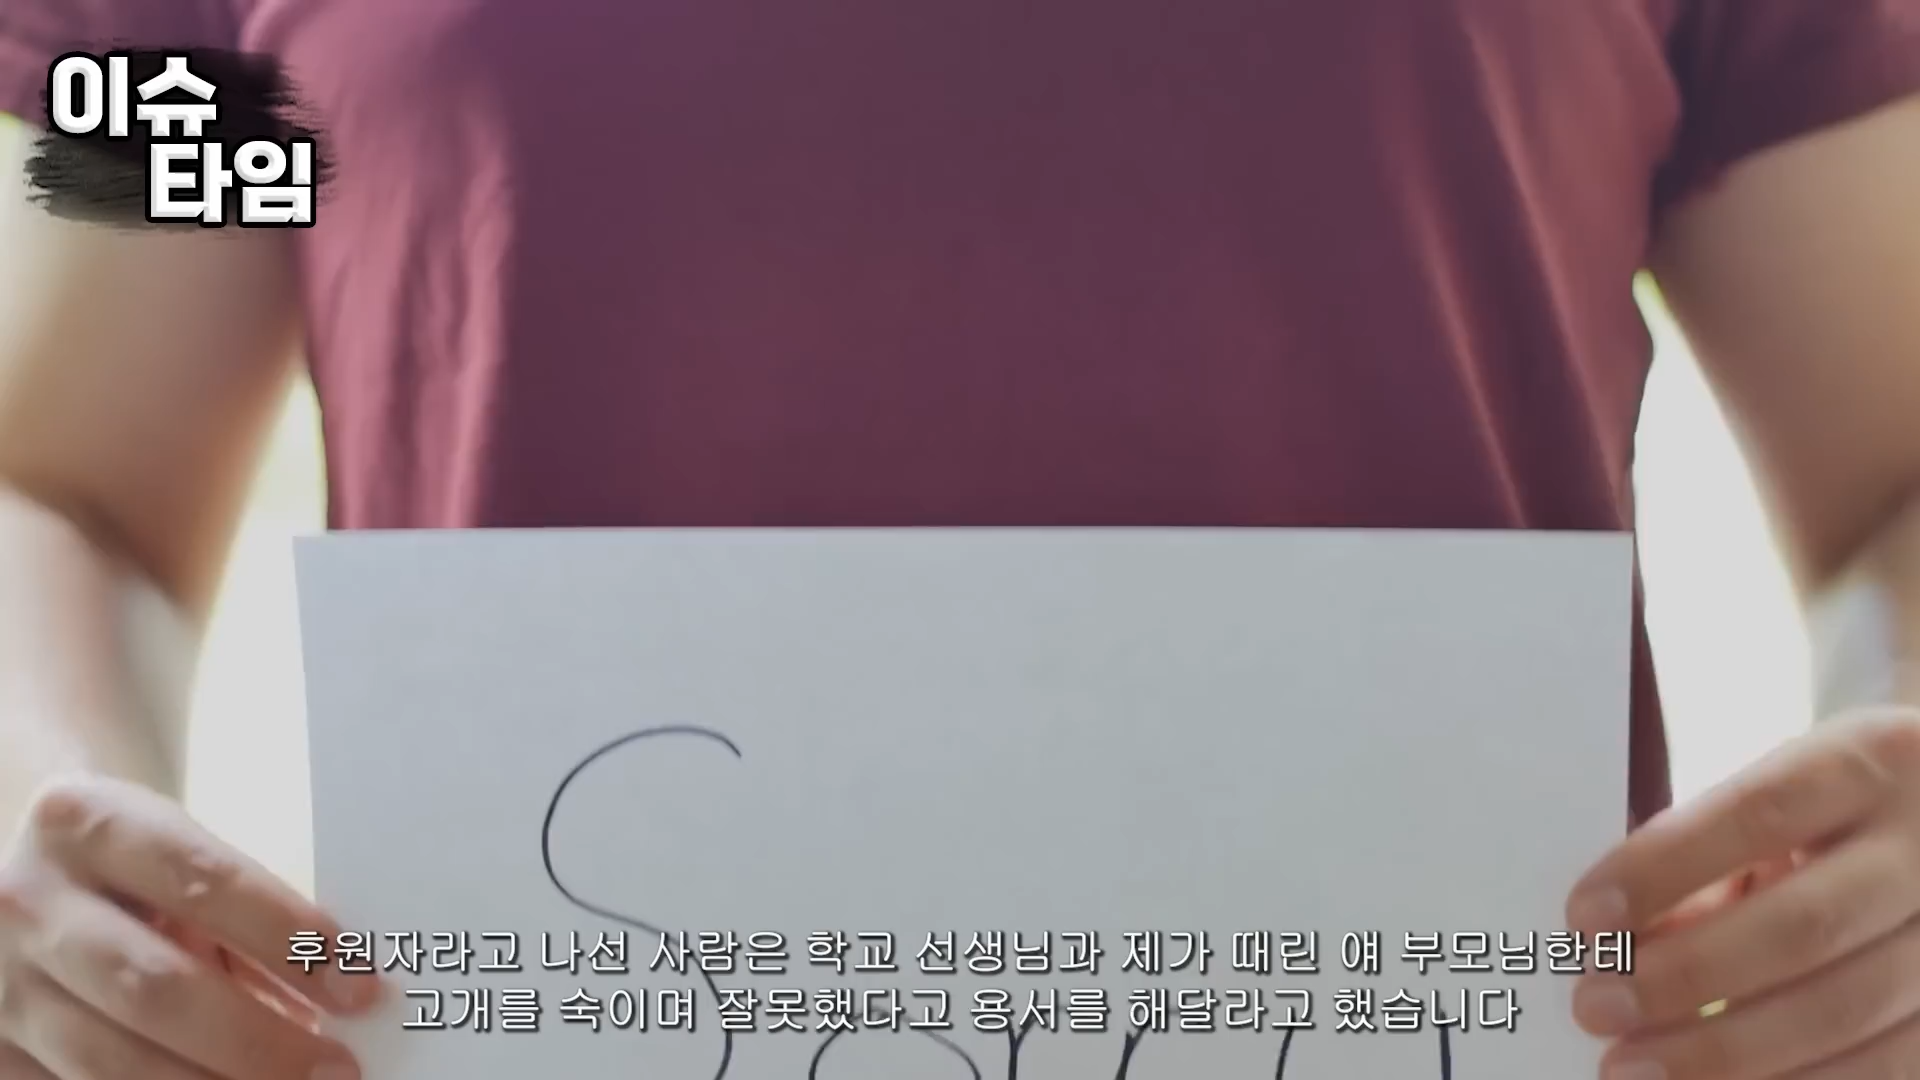 이슈
타임
후원자라고 나선 사람은 학교 선생님과 제가 때린 얘 부모님한테
고개를 숙이며 잘못했다고 용서를 해달라고 했습니다